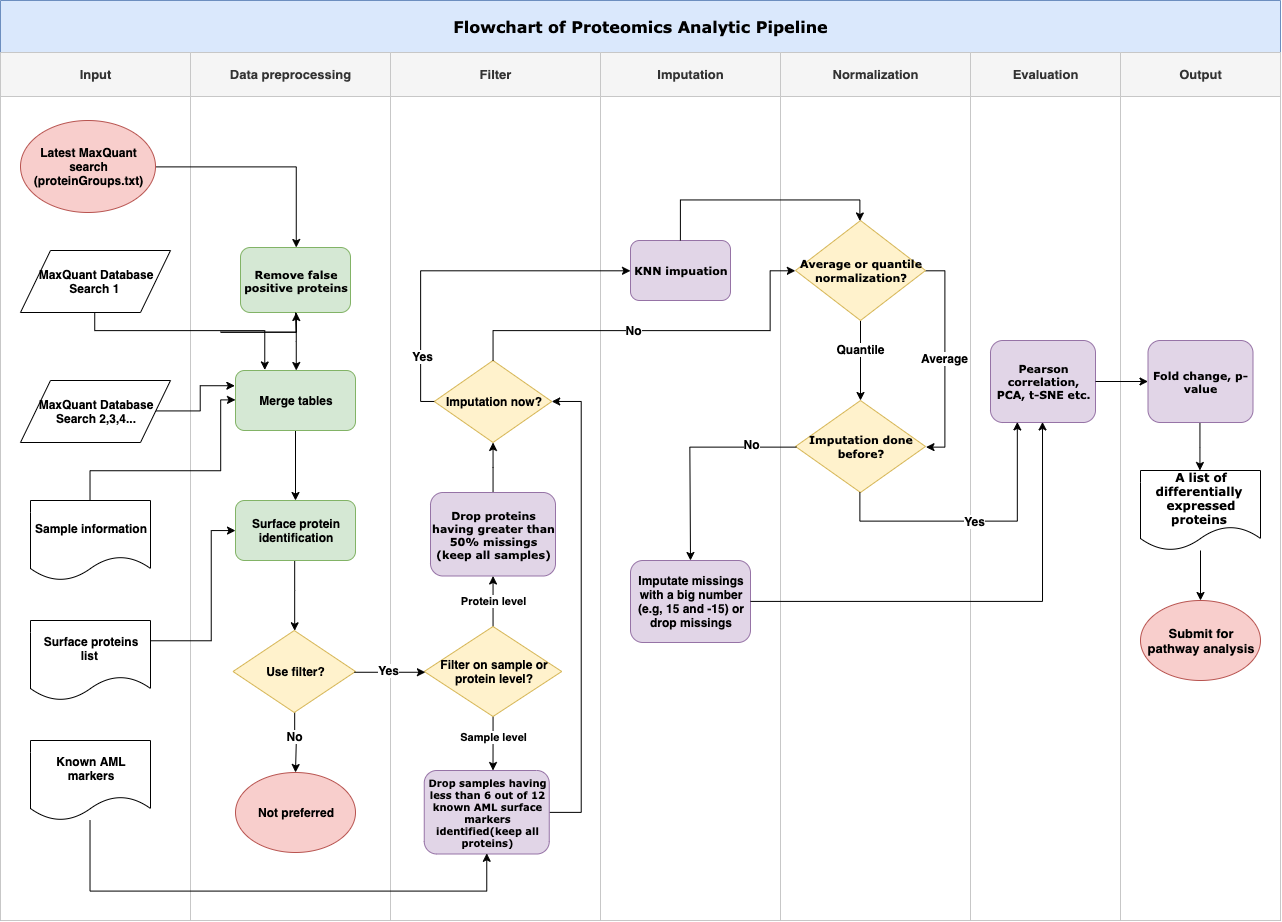 Flowchart of Proteomics Analytic Pipeline
Input
Data preprocessing
Filter
Imputation
Normalization
Evaluation
Output
Latest MaxQuant
search
(proteinGroups.txt)
MaxQuant Database
Search 1
MaxQuant Database
Search 2,3,4...
Sample information
Surface proteins
list
Known AML
markers
Remove false
positive proteins
Merge tables
Surface protein
identification
Use filter?
Yes
No
Not preferred
Yes
No
Imputation now?
Drop proteins
having greater than
50% missings
(keep all samples)
Protein level
Filter on sample or
protein level?
Sample level
Drop samples having
less than 6 out of 12
known AML surface
markers
identified(keep all
proteins)
KNN impuation
No
Imputate missings
with a big number
(e.g, 15 and -15) or
drop missings
Average or quantile
normalization?
Quantile
Average
Imputation done
before?
Yes
Pearson
correlation,
PCA, t-SNE etc.
Fold change, p-
value
A list of
differentially
expressed
proteins
Submit for
pathway analysis